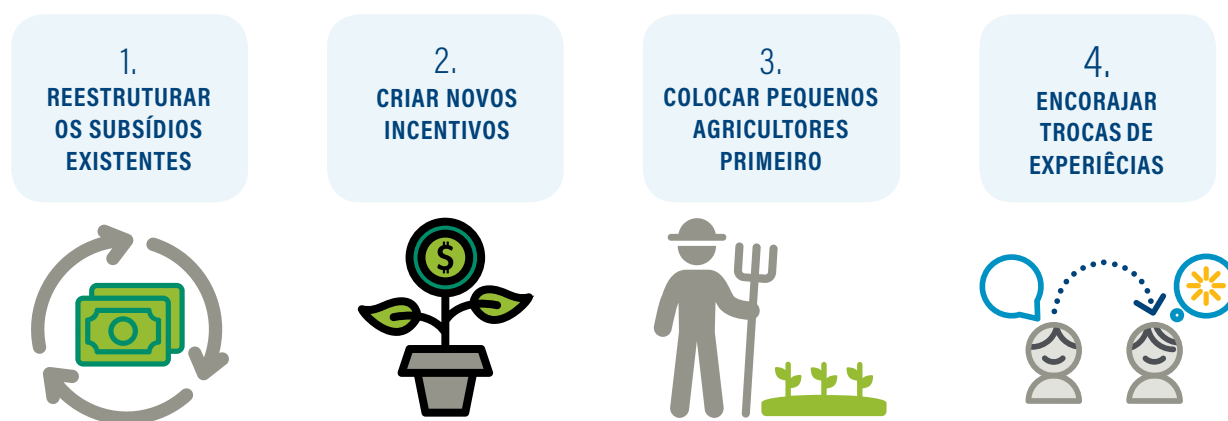 1.
REESTRUTURAR
OS SUBSÍDIOS
EXISTENTES
2.
CRIAR NOVOS
INCENTIVOS
3.
COLOCAR PEQUENOS
AGRICULTORES
PRIMEIRO
4.
ENCORAJAR
TROCAS DE
EXPERIÊCIAS
$